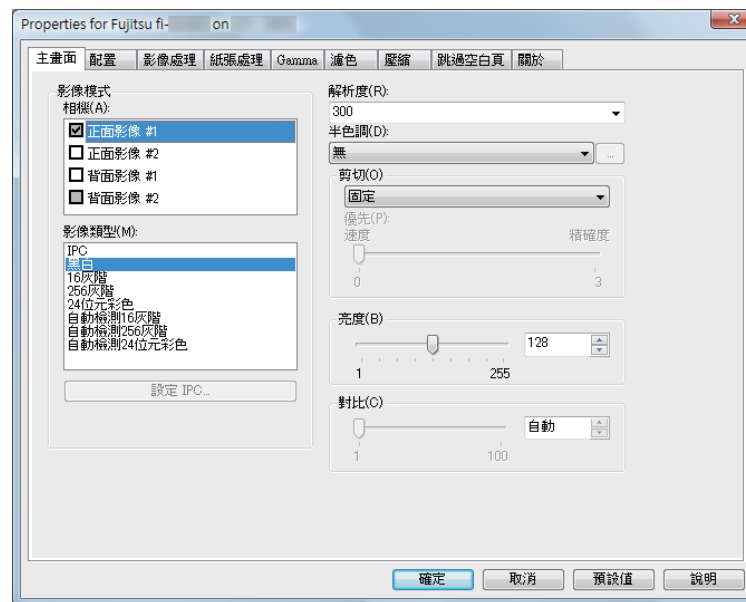 Properties for Fujitsu fi- on
主畫面 配置 影像處理 紙張處理 Gamma 濾色 壓縮 跳過空白頁 關於
影像模式
相機(A):
正面影像 #1
正面影像 #2
背面影像 #1
背面影像 #2
影像類型(M):
IPC
黑白
16灰階
256灰階
24位元彩色
自動檢測16灰階
自動檢測256灰階
自動檢測24位元彩色
設定 IPC...
解析度(R):
300
半色調(D):
無
...
剪切(O)
固定
優先(P):
速度 精確度
0 3
亮度(B)
128
1 255
對比(C)
自動
1 100
確定 取消 預設值 說明